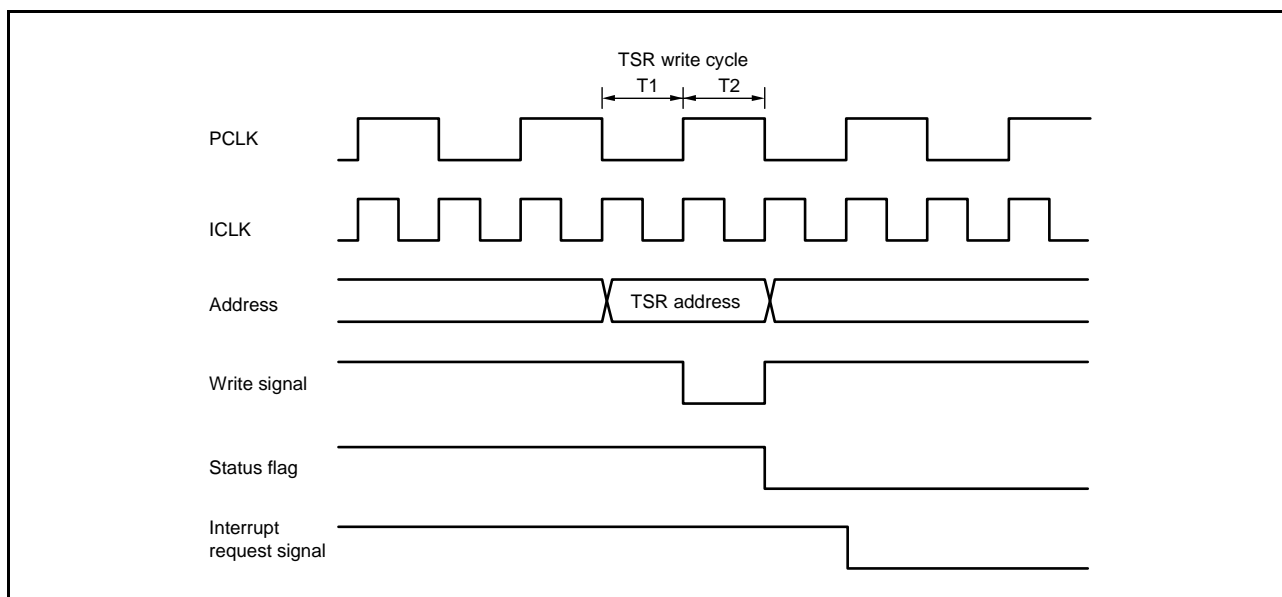 TSR write cycle
T1 T2
PCLK
ICLK
Address
TSR address
Write signal
Status flag
Interrupt
request signal